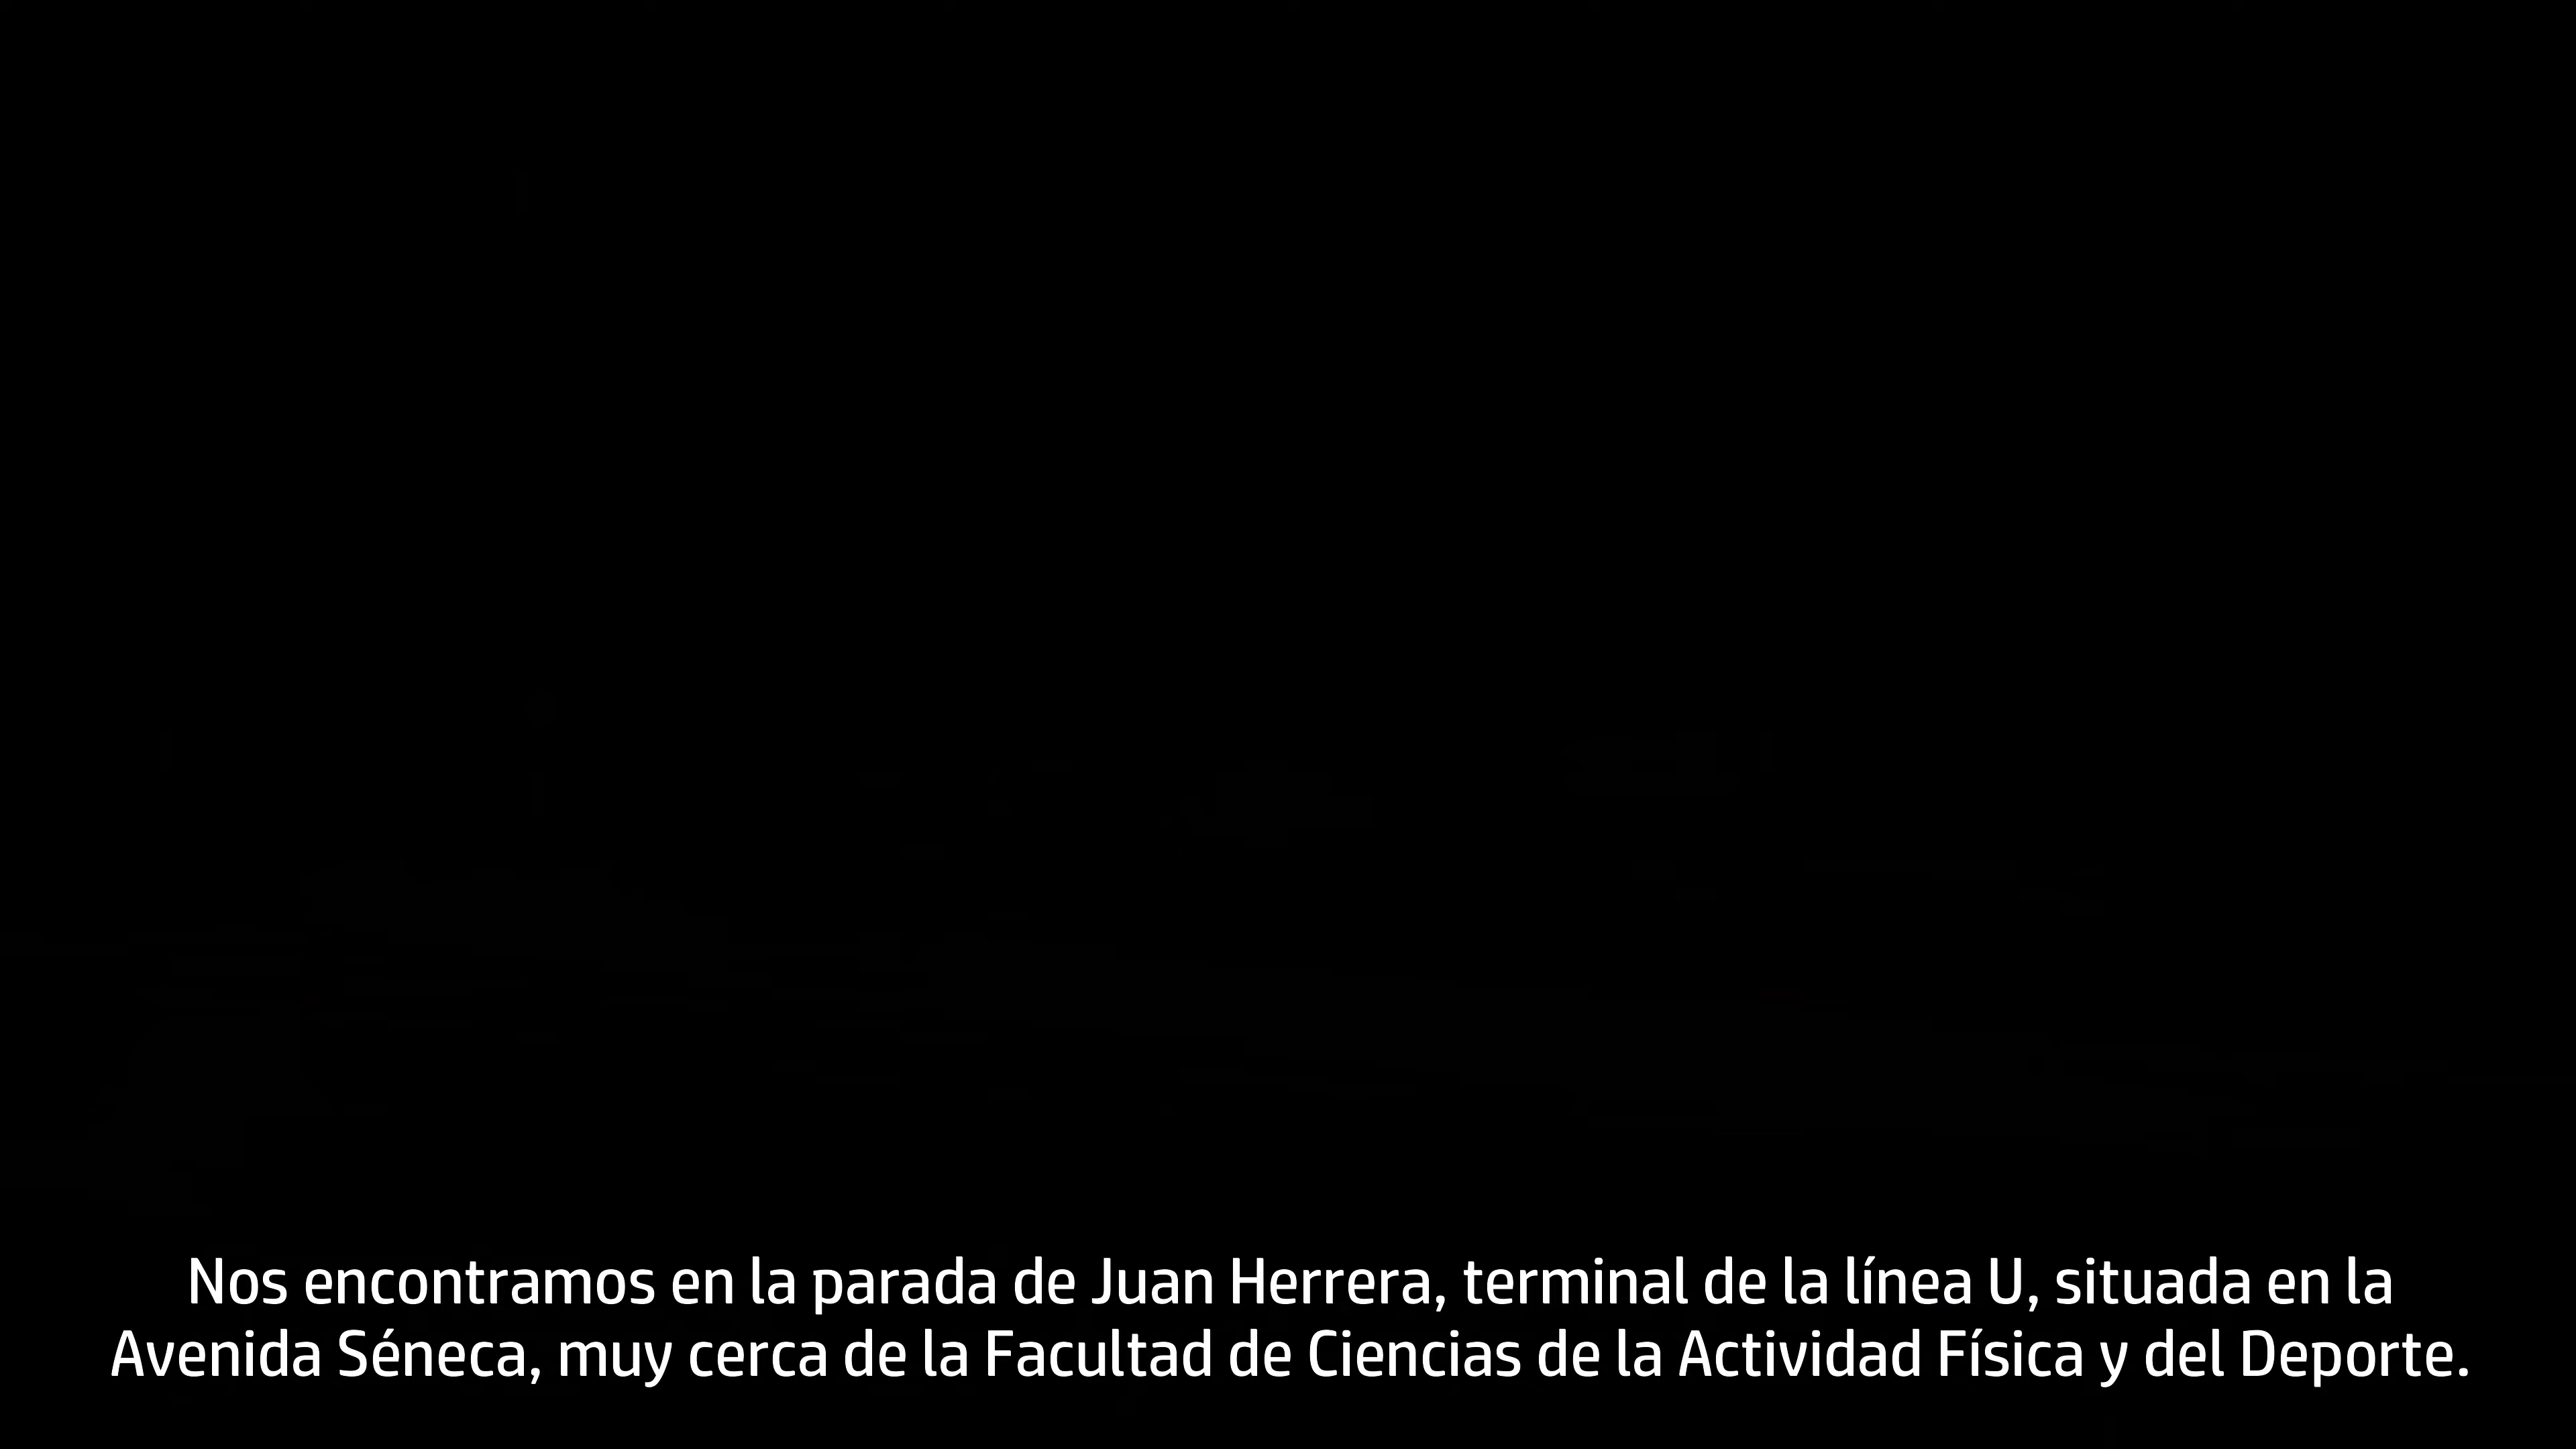 Nos encontramos en la parada de Juan Herrera, terminal de la línea U, situada en la
Avenida Séneca, muy cerca de la Facultad de Ciencias de la Actividad Física y del Deporte.